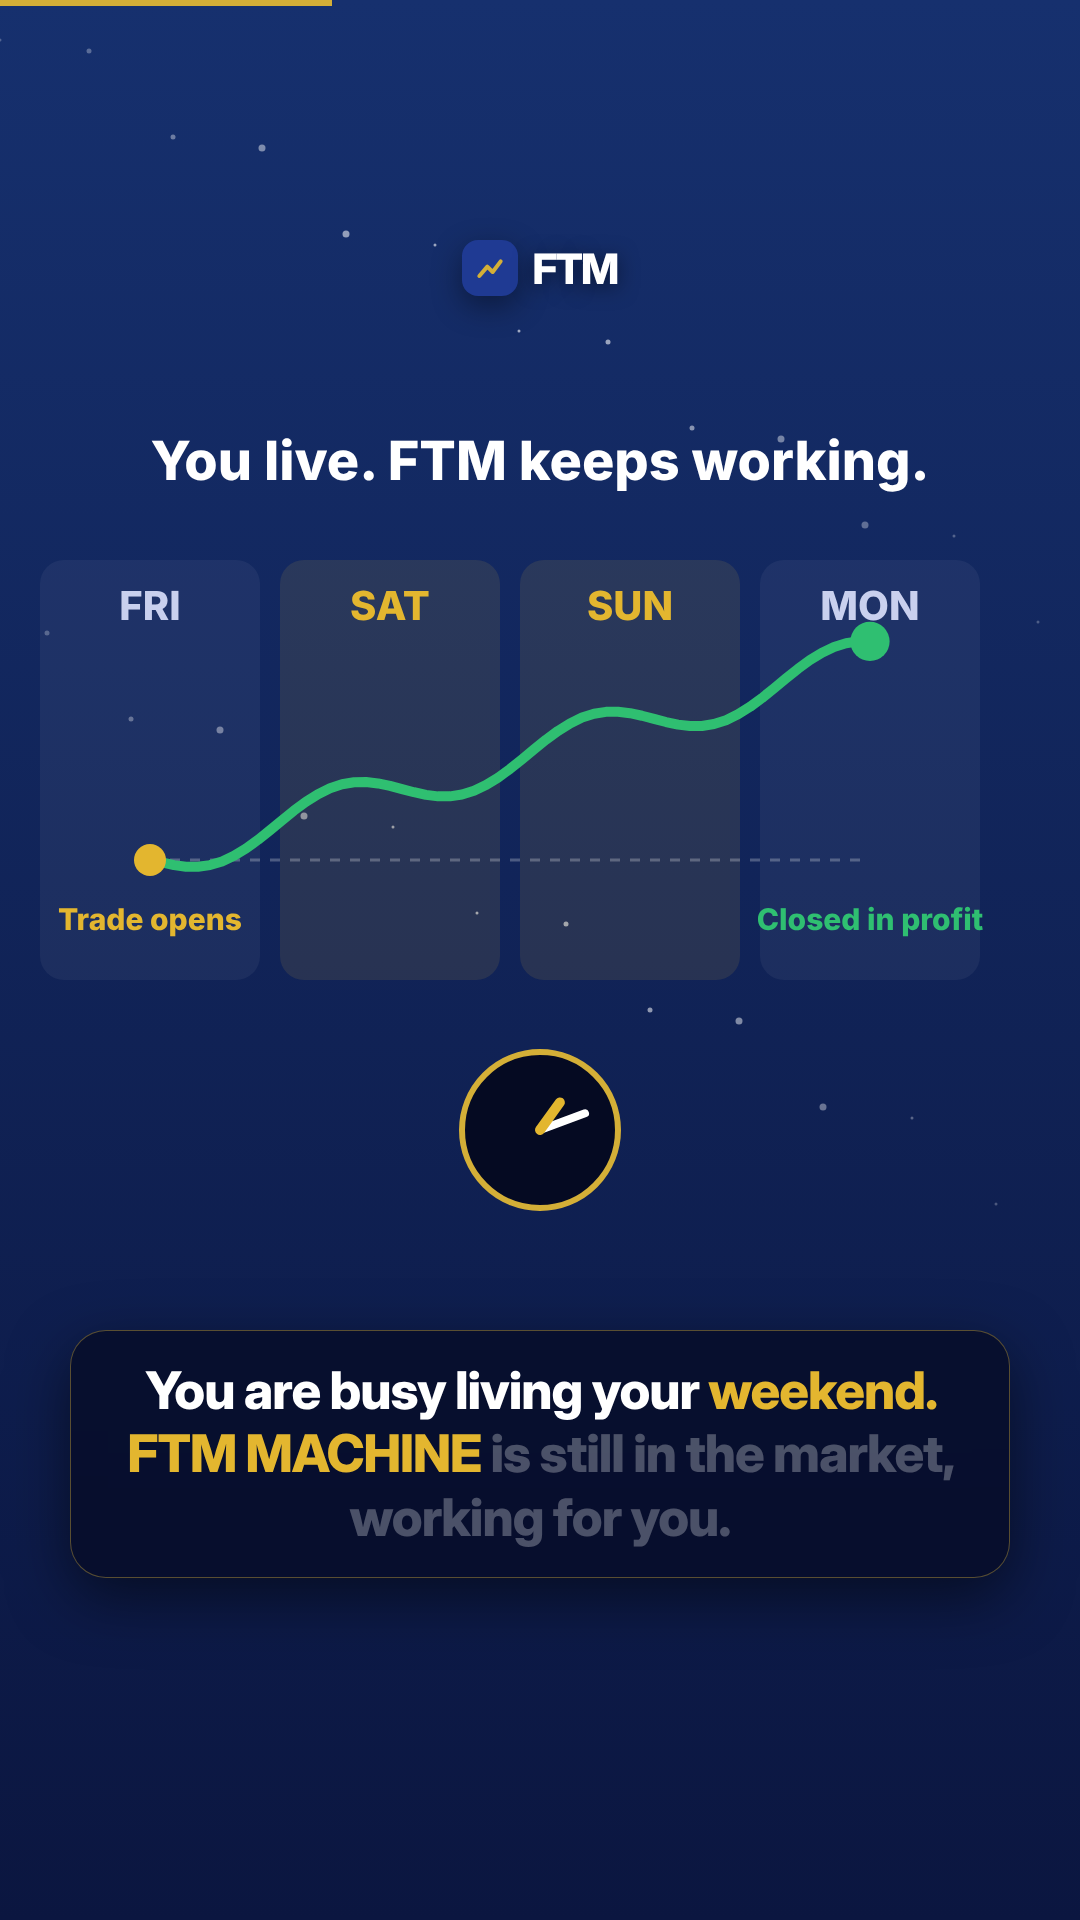 FTM
You live. FTM keeps working.
FRI SAT SUN MON
Trade opens Closed in profit
You are busy living your weekend.
FTM MACHINE is still in the market,
working for you.